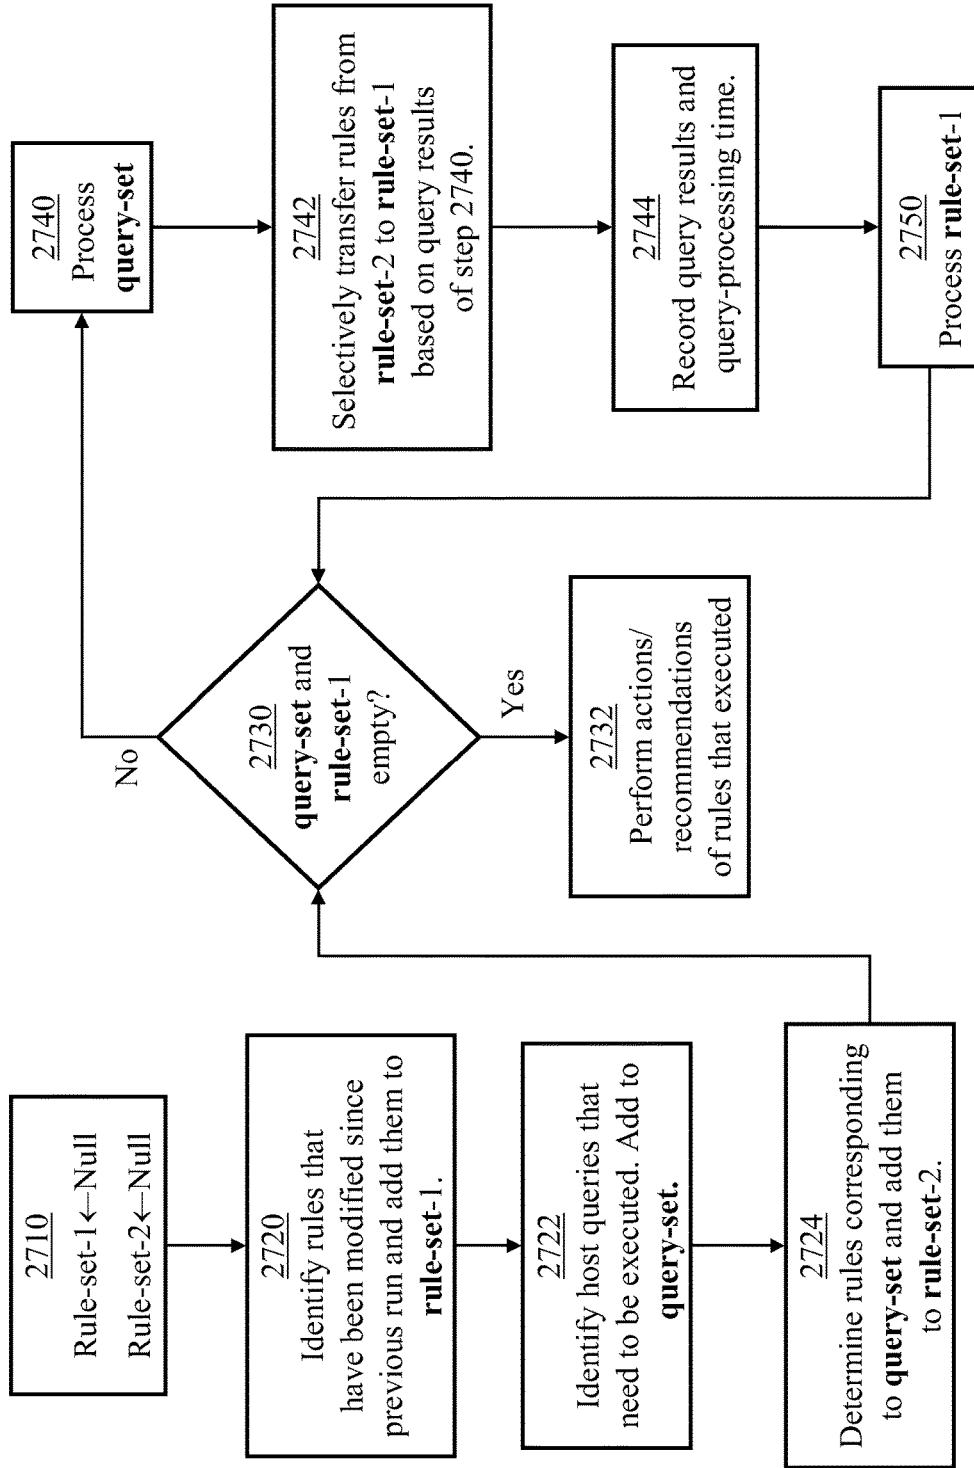 2710
Rule-set-1←Null
Rule-set-2←Null
2720
Identify rules that
have been modified since
previous run and add them to
rule-set-1.
2722
Identify host queries that
need to be executed. Add to
query-set.
2724
Determine rules corresponding
to query-set and add them
to rule-set-2.
2730
query-set and
rule-set-1
empty?
No
Yes
2732
Perform actions/
recommendations
of rules that executed
2740
Process
query-set
2742
Selectively transfer rules from
rule-set-2 to rule-set-1
based on query results
of step 2740.
2744
Record query results and
query-processing time.
2750
Process rule-set-1